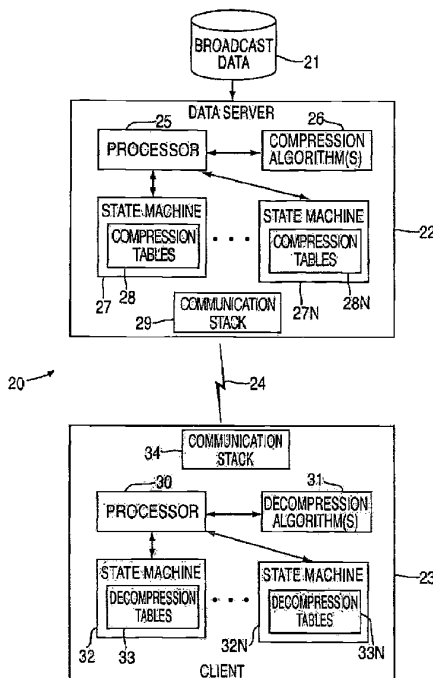 BROADCAST
DATA
21
DATA SERVER
25
26
PROCESSOR
COMPRESSION
ALGORITHM(S)
STATE MACHINE
COMPRESSION
TABLES
STATE MACHINE
COMPRESSION
TABLES
22
27
28
27N
28N
COMMUNICATION
STACK
29
20
24
COMMUNICATION
STACK
34
30
31
PROCESSOR
DECOMPRESSION
ALGORITHM(S)
STATE MACHINE
DECOMPRESSION
TABLES
STATE MACHINE
DECOMPRESSION
TABLES
23
32
33
32N
33N
CLIENT